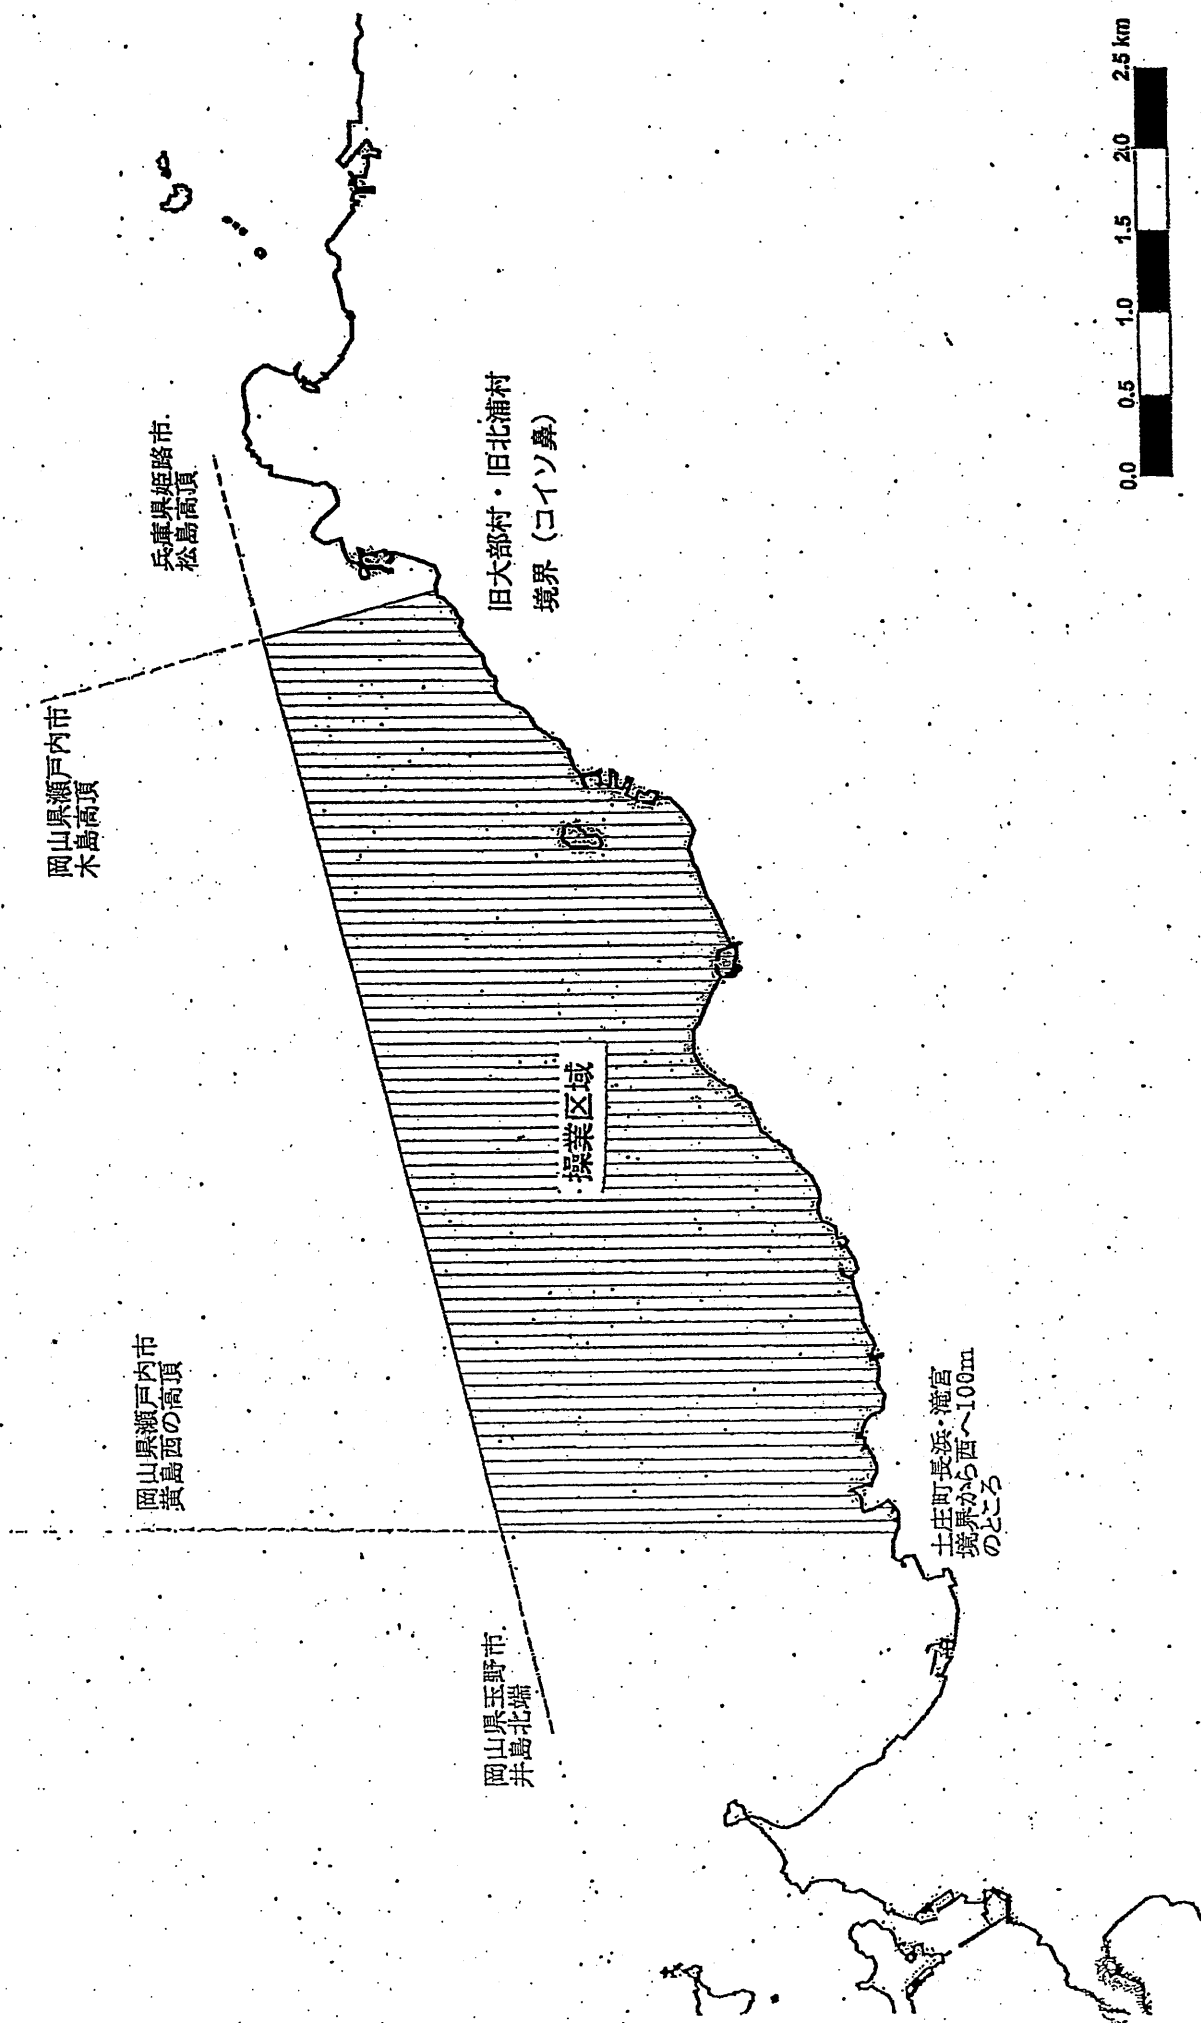 岡山県瀬戸内市
黄島西の高頂
岡山県瀬戸内市
木島高頂
兵庫県姫路市
松島高頂
岡山県玉野市
井島北端
操業区域
旧大部村・旧北浦村
境界（コイソ鼻）
土庄町長浜・滝宮
境界から西へ100m
のところ
0.0 0.5 1.0 1.5 2.0 2.5 km